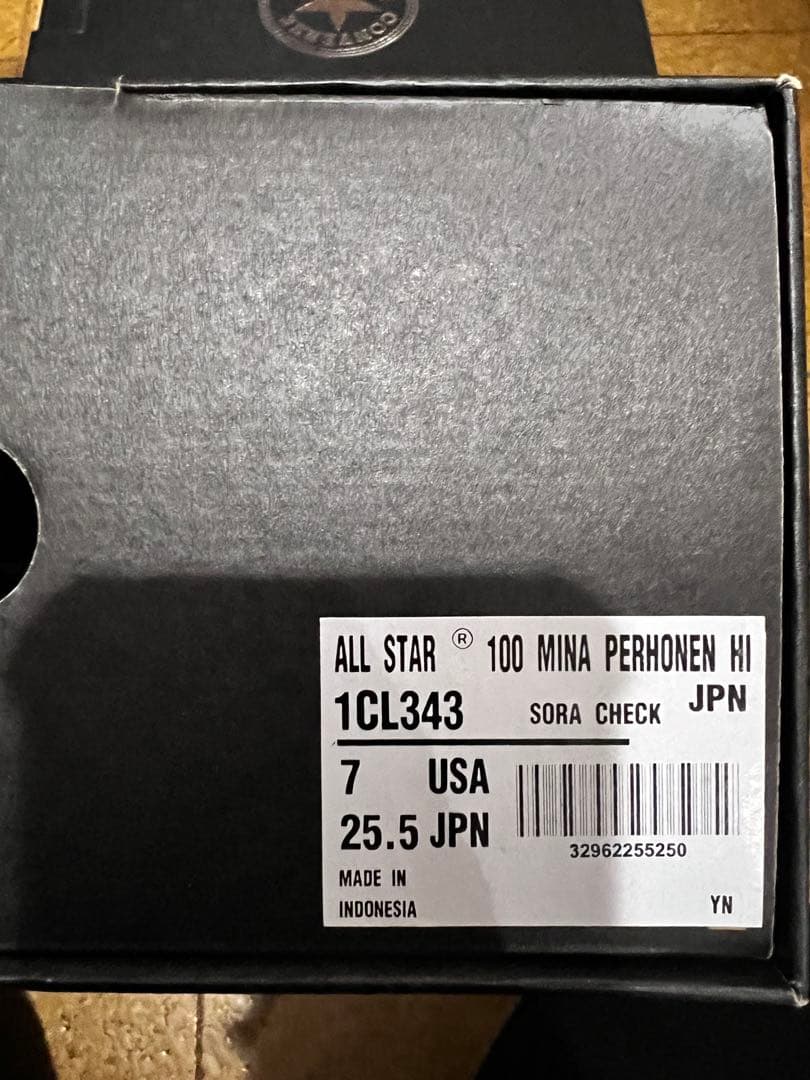 CONVERSE
ALL STAR ® 100 MINA PERHONEN HI
1CL343 SORA CHECK JPN
7 USA
25.5 JPN
32962255250
MADE IN
INDONESIA
YN